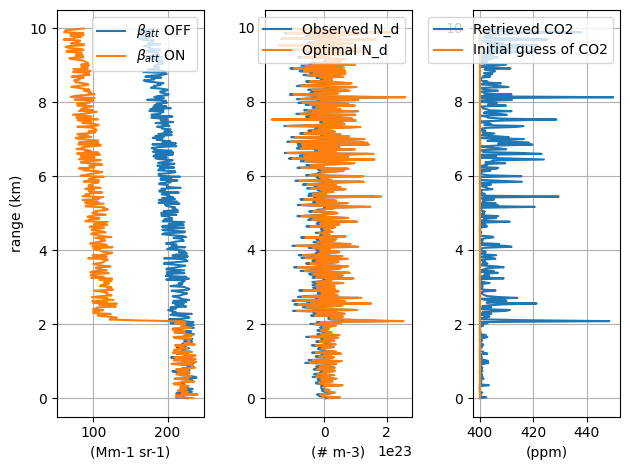 β_att OFF
β_att ON
Observed N_d
Optimal N_d
Retrieved CO2
Initial guess of CO2
10
8
6
4
2
0
range (km)
100
200
(Mm-1 sr-1)
10
8
6
4
2
0
0
2
1e23
(# m-3)
10
8
6
4
2
0
400
420
440
(ppm)